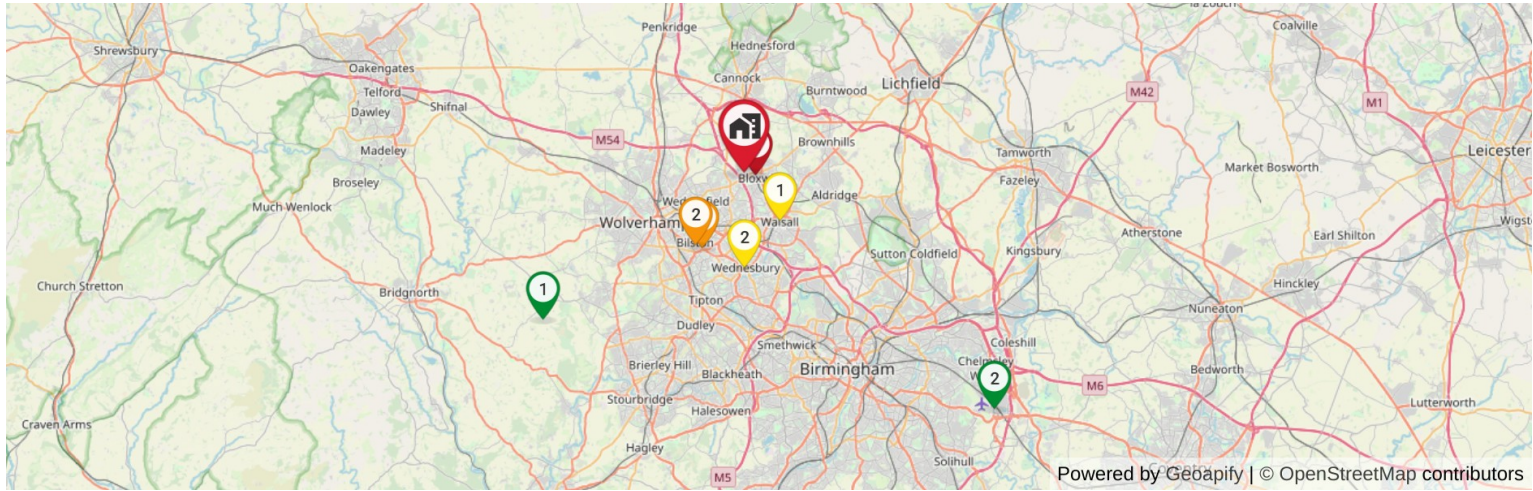 Penkridge
Coalville
Shrewsbury
Hednesford
Oakengates
Cannock
Lichfield
Telford
Burntwood
M42
Shifnal
M1
Dawley
M54
Brownhills
Madeley
Tamworth
Leicester
Market Bosworth
Broseley
Fazeley
1
Aldridge
Much Wenlock
2
Walsall
Wigst
Atherstone
Earl Shilton
2
Kingsbury
Sutton Coldfield
Wednesbury
Church Stretton
1
Bridgnorth
Hinckley
Tipton
Nuneaton
Dudley
Smethwick
Coleshill
Brierley Hill
Birmingham
Blackheath
Bedworth
2
M6
Stourbridge
Halesowen
Lutterworth
Craven Arms
Hagley
Solihull
M5
Powered by Geoapify | © OpenStreetMap contributors